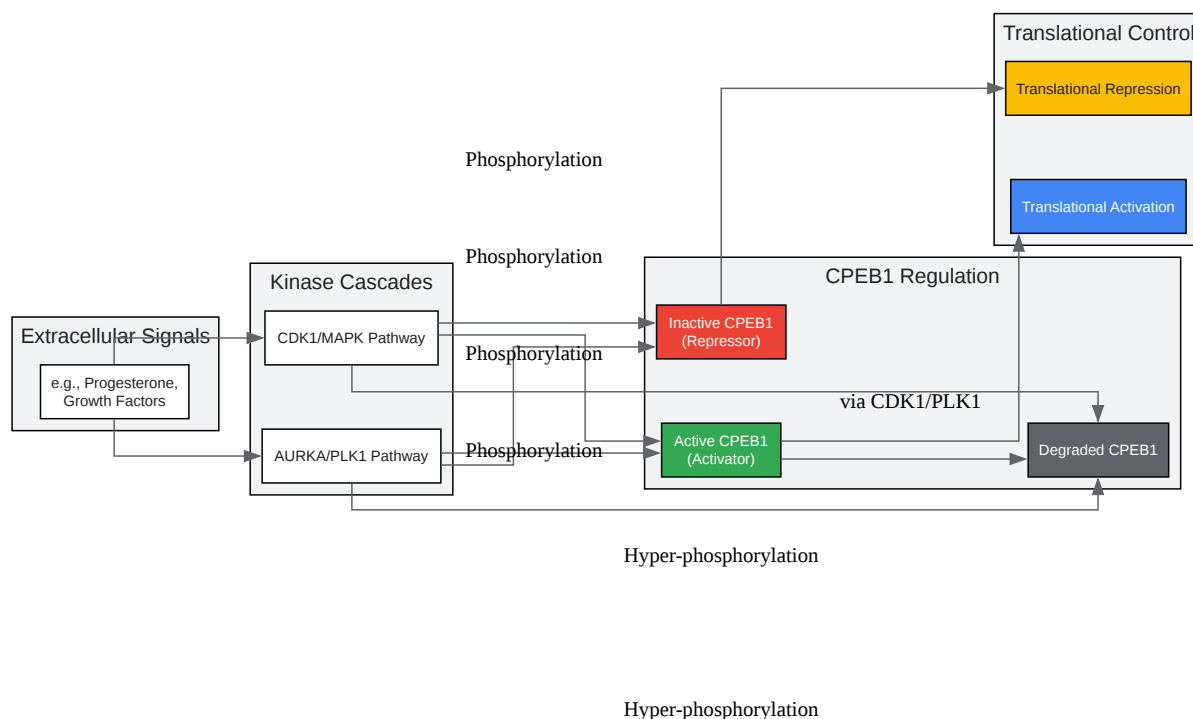 Translational Control
Translational Repression
Phosphorylation
Translational Activation
Phosphorylation
Kinase Cascades
CPEB1 Regulation
Extracellular Signals
CDK1/MAPK Pathway
Inactive CPEB1
(Repressor)
Phosphorylation
e.g., Progesterone,
Growth Factors
via CDK1/PLK1
AURKA/PLK1 Pathway
Phosphorylation
Active CPEB1
(Activator)
Degraded CPEB1
Hyper-phosphorylation
Hyper-phosphorylation